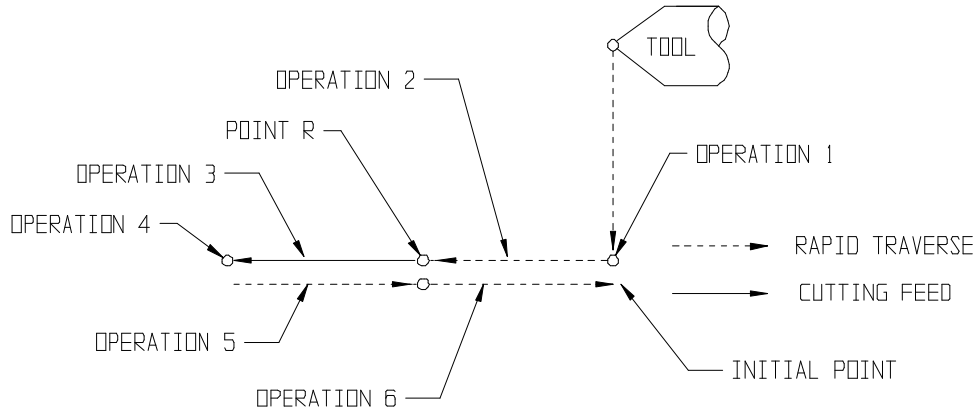 TOOL
OPERATION 2
POINT R
OPERATION 1
OPERATION 3
OPERATION 4
RAPID TRAVERSE
CUTTING FEED
OPERATION 5
INITIAL POINT
OPERATION 6